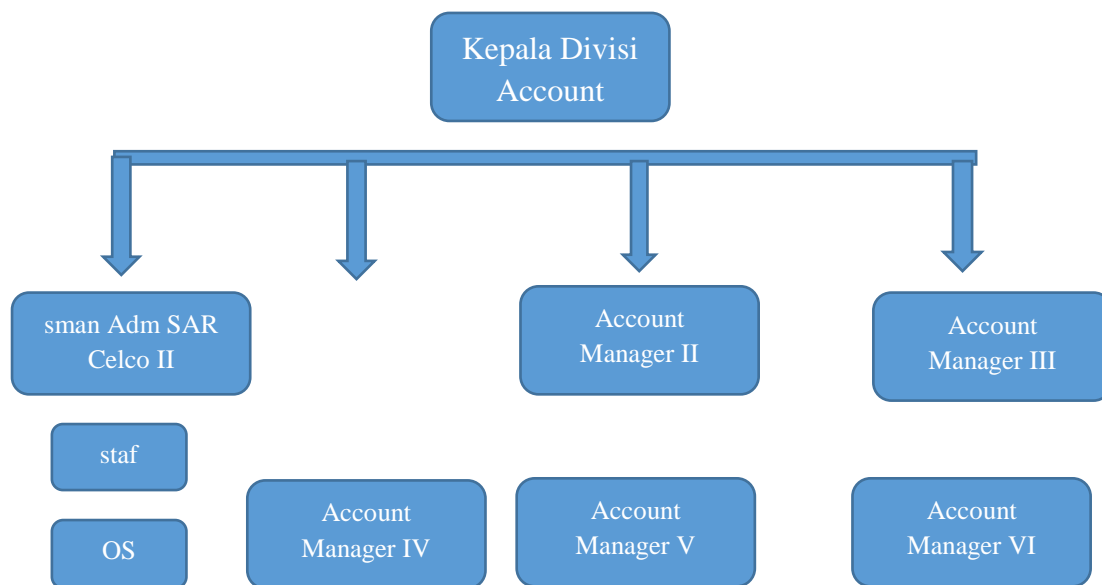 Kepala Divisi
Account
sman Adm SAR
Celco II
Account
Manager II
Account
Manager III
staf
OS
Account
Manager IV
Account
Manager V
Account
Manager VI